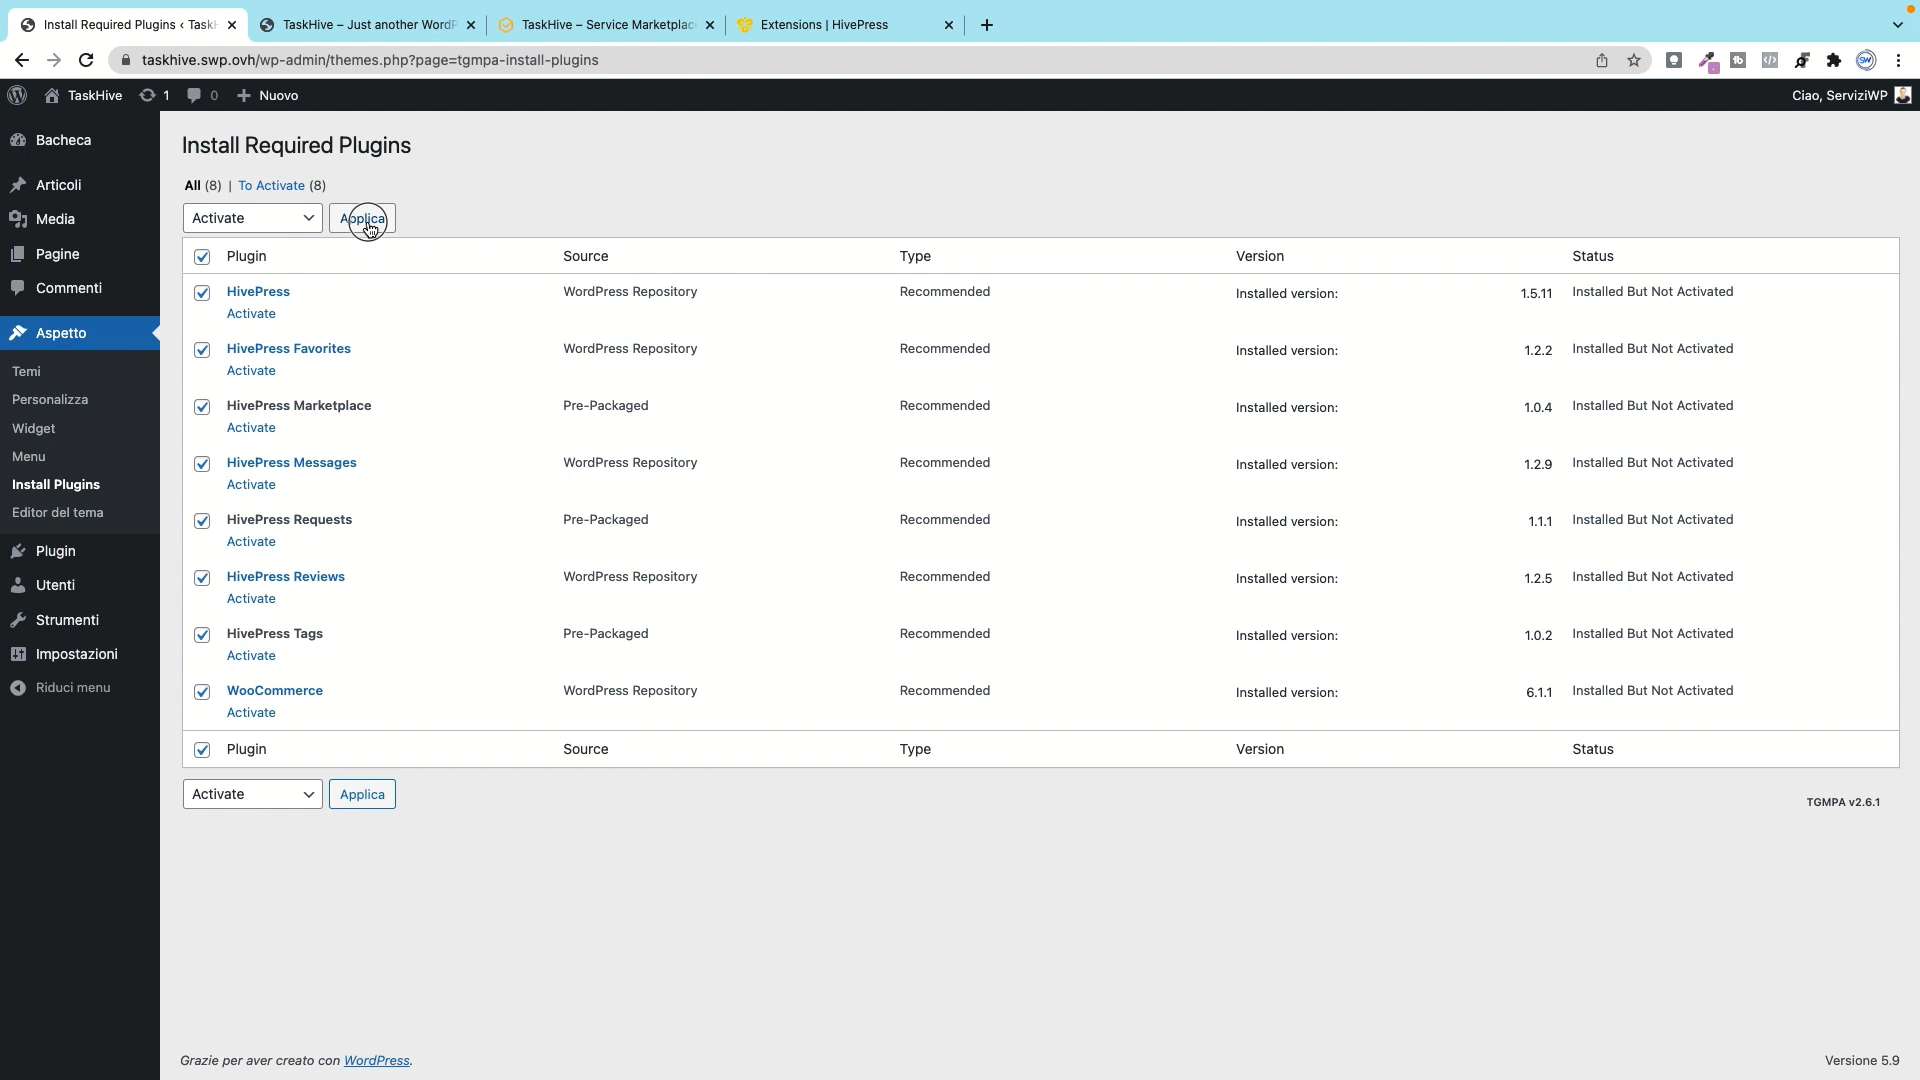 Install Required Plugins ‹ TaskH
TaskHive – Just another WordP
TaskHive – Service Marketplac
Extensions | HivePress
taskhive.swp.ovh/wp-admin/themes.php?page=tgmpa-install-plugins
TaskHive 1 0 Nuovo Ciao, ServiziWP
Bacheca
Articoli
Media
Pagine
Commenti
Aspetto
Temi
Personalizza
Widget
Menu
Install Plugins
Editor del tema
Plugin
Utenti
Strumenti
Impostazioni
Riduci menu
Install Required Plugins
All (8) | To Activate (8)
Activate Applica
Plugin Source Type Version Status
HivePress WordPress Repository Recommended Installed version: 1.5.11 Installed But Not Activated
Activate
HivePress Favorites WordPress Repository Recommended Installed version: 1.2.2 Installed But Not Activated
Activate
HivePress Marketplace Pre-Packaged Recommended Installed version: 1.0.4 Installed But Not Activated
Activate
HivePress Messages WordPress Repository Recommended Installed version: 1.2.9 Installed But Not Activated
Activate
HivePress Requests Pre-Packaged Recommended Installed version: 1.1.1 Installed But Not Activated
Activate
HivePress Reviews WordPress Repository Recommended Installed version: 1.2.5 Installed But Not Activated
Activate
HivePress Tags Pre-Packaged Recommended Installed version: 1.0.2 Installed But Not Activated
Activate
WooCommerce WordPress Repository Recommended Installed version: 6.1.1 Installed But Not Activated
Activate
Plugin Source Type Version Status
Activate Applica
TGMPA v2.6.1
Grazie per aver creato con WordPress.
Versione 5.9